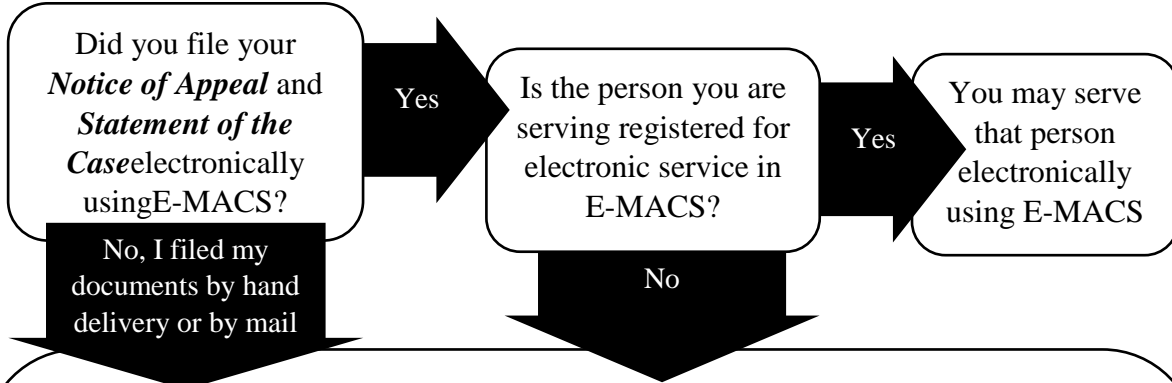 Did you file your
Notice of Appeal and
Statement of the
Caseelectronically
usingE-MACS?
Yes
Is the person you are
serving registered for
electronic service in
E-MACS?
Yes
You may serve
that person
electronically
using E-MACS
No, I filed my
documents by hand
delivery or by mail
No